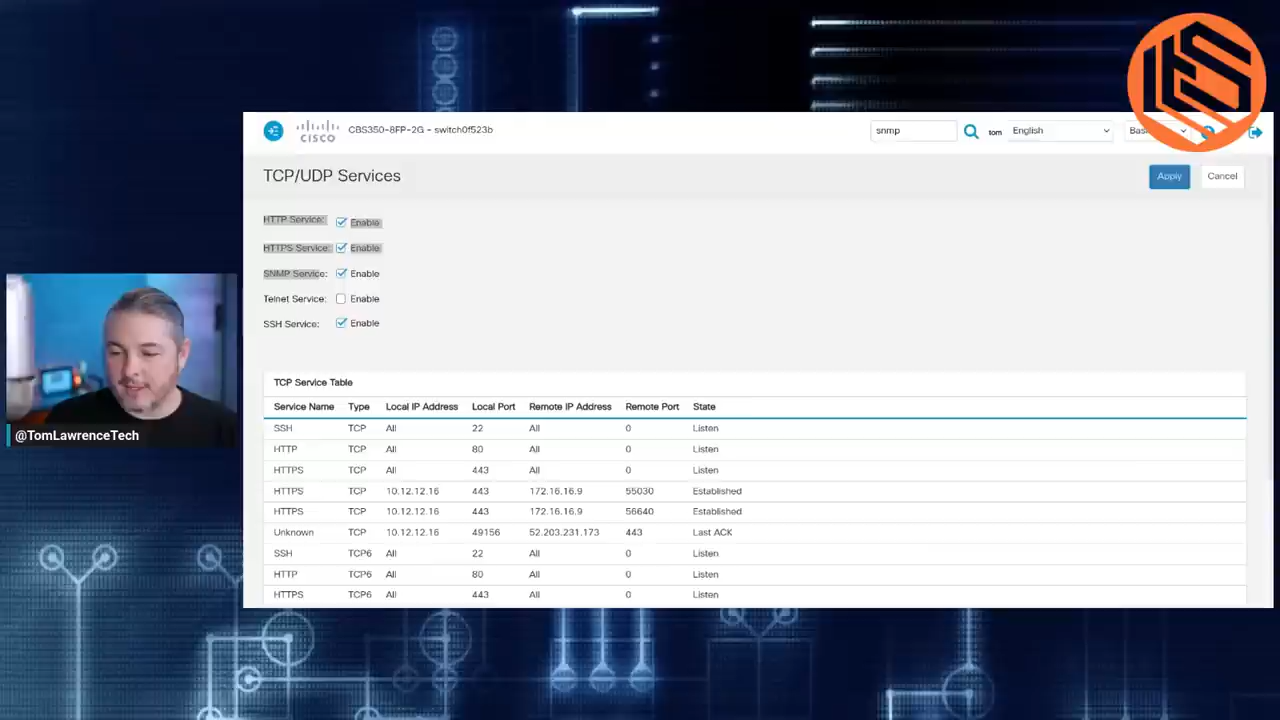 CISCO
CBS350-8FP-2G - switch0f523b
snmp
tom
English
TCP/UDP Services
Apply
Cancel
HTTP Service: Enable
HTTPS Service: Enable
SNMP Service: Enable
Telnet Service: Enable
SSH Service: Enable
@TomLawrenceTech
TCP Service Table
Service Name Type Local IP Address Local Port Remote IP Address Remote Port State
SSH TCP All 22 All 0 Listen
HTTP TCP All 80 All 0 Listen
HTTPS TCP All 443 All 0 Listen
HTTPS TCP 10.12.12.16 443 172.16.16.9 55030 Established
HTTPS TCP 10.12.12.16 443 172.16.16.9 56640 Established
Unknown TCP 10.12.12.16 49156 52.203.231.173 443 Last ACK
SSH TCP6 All 22 All 0 Listen
HTTP TCP6 All 80 All 0 Listen
HTTPS TCP6 All 443 All 0 Listen